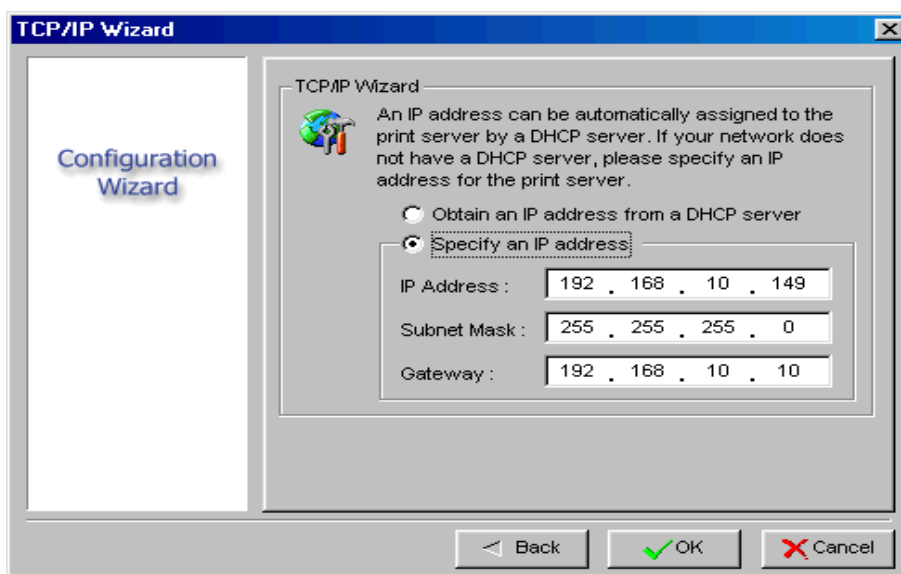 TCP/IP Wizard
Configuration
Wizard
TCP/IP Wizard
An IP address can be automatically assigned to the
print server by a DHCP server. If your network does
not have a DHCP server, please specify an IP
address for the print server.
Obtain an IP address from a DHCP server
Specify an IP address
IP Address : 192 . 168 . 10 . 149
Subnet Mask : 255 . 255 . 255 . 0
Gateway : 192 . 168 . 10 . 10
< Back
OK
Cancel